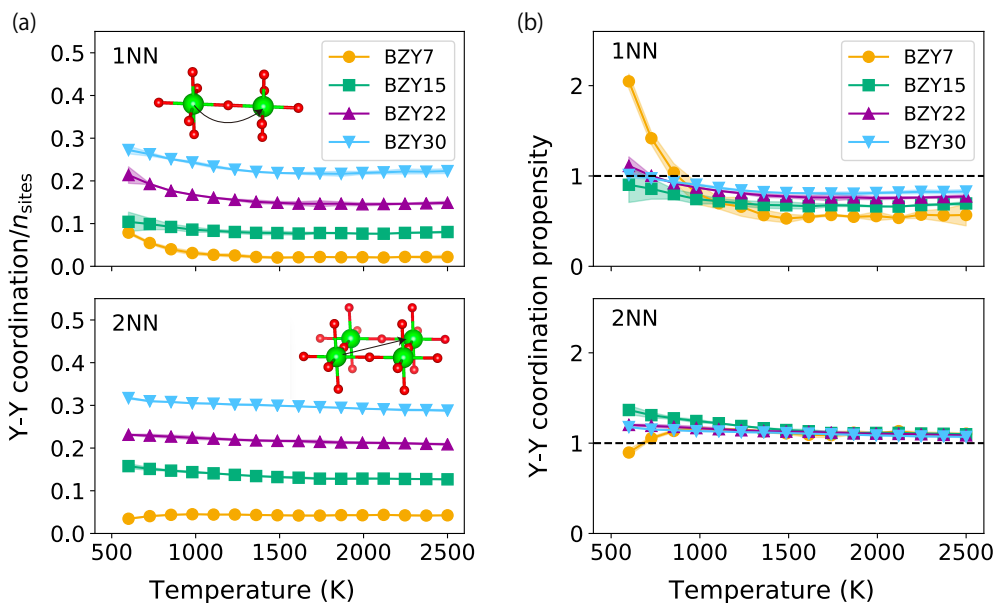 (a)
Y-Y coordination/n_sites
1NN
BZY7
BZY15
BZY22
BZY30
0.5
0.4
0.3
0.2
0.1
0.0
2NN
0.5
0.4
0.3
0.2
0.1
0.0
500 1000 1500 2000 2500
Temperature (K)
(b)
Y-Y coordination propensity
1NN
BZY7
BZY15
BZY22
BZY30
2
1
0
2NN
2
1
0
500 1000 1500 2000 2500
Temperature (K)